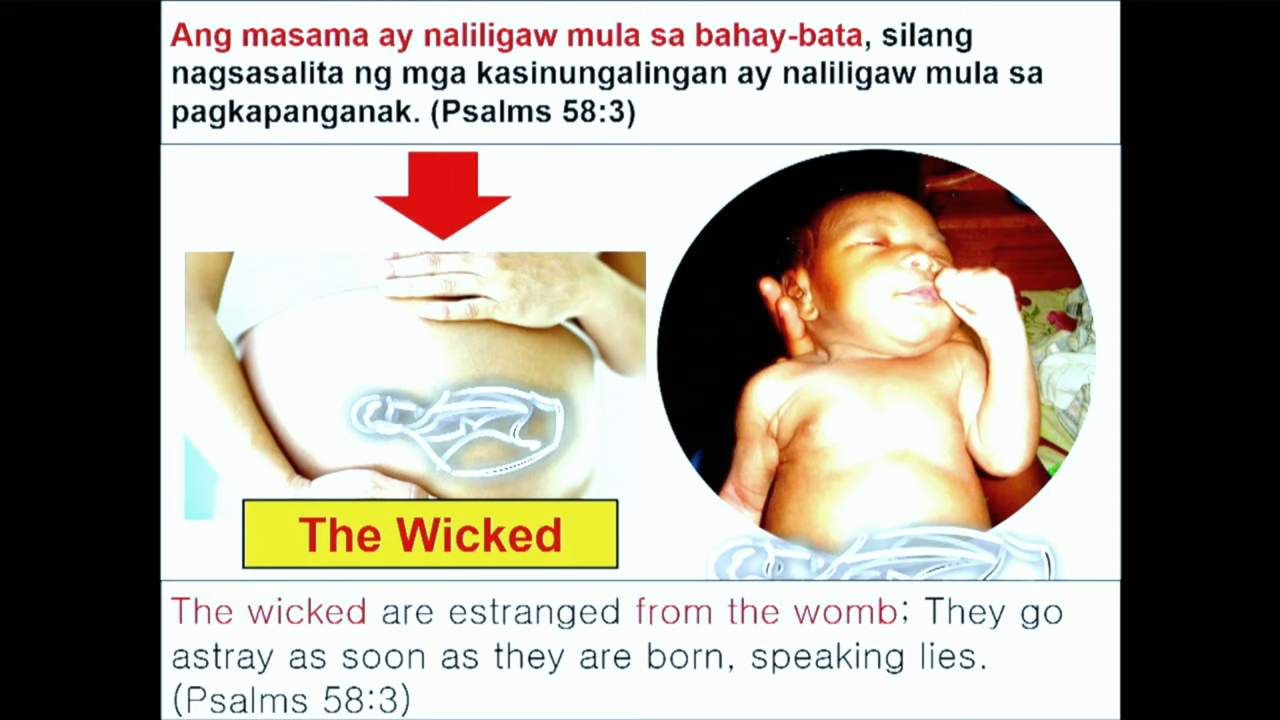 Ang masama ay naliligaw mula sa bahay-bata, silang
nagsasalita ng mga kasinungalingan ay naliligaw mula sa
pagkapanganak. (Psalms 58:3)
The Wicked
The wicked are estranged from the womb; They go
astray as soon as they are born, speaking lies.
(Psalms 58:3)